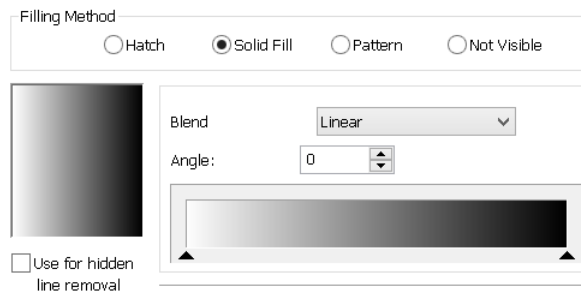 Filling Method
Hatch Solid Fill Pattern Not Visible
Blend Linear
Angle: 0
Use for hidden
line removal